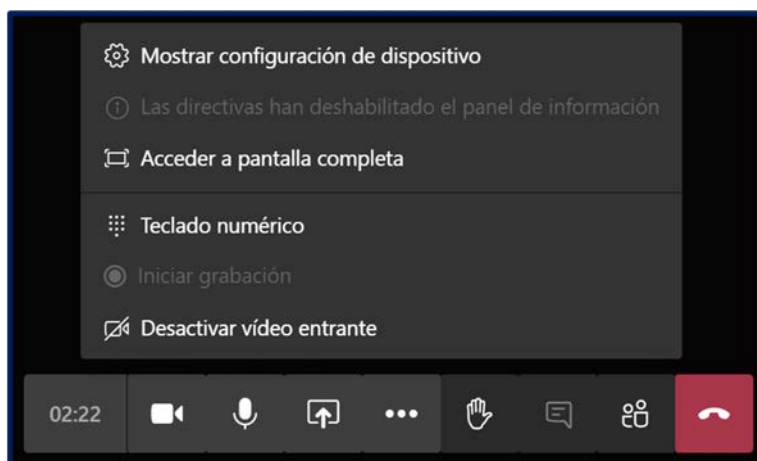 Mostrar configuración de dispositivo
Las directivas han deshabilitado el panel de información
Acceder a pantalla completa
Teclado numérico
Iniciar grabación
Desactivar vídeo entrante
02:22